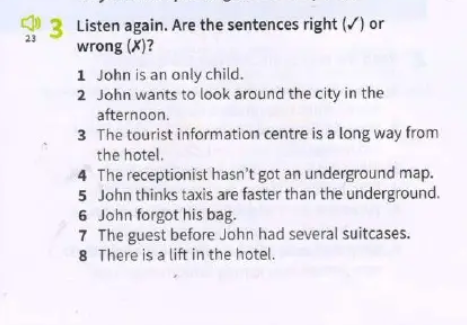 3 Listen again. Are the sentences right (✓) or
23
wrong (✗)?
1 John is an only child.
2 John wants to look around the city in the
afternoon.
3 The tourist information centre is a long way from
the hotel.
4 The receptionist hasn't got an underground map.
5 John thinks taxis are faster than the underground.
6 John forgot his bag.
7 The guest before John had several suitcases.
8 There is a lift in the hotel.